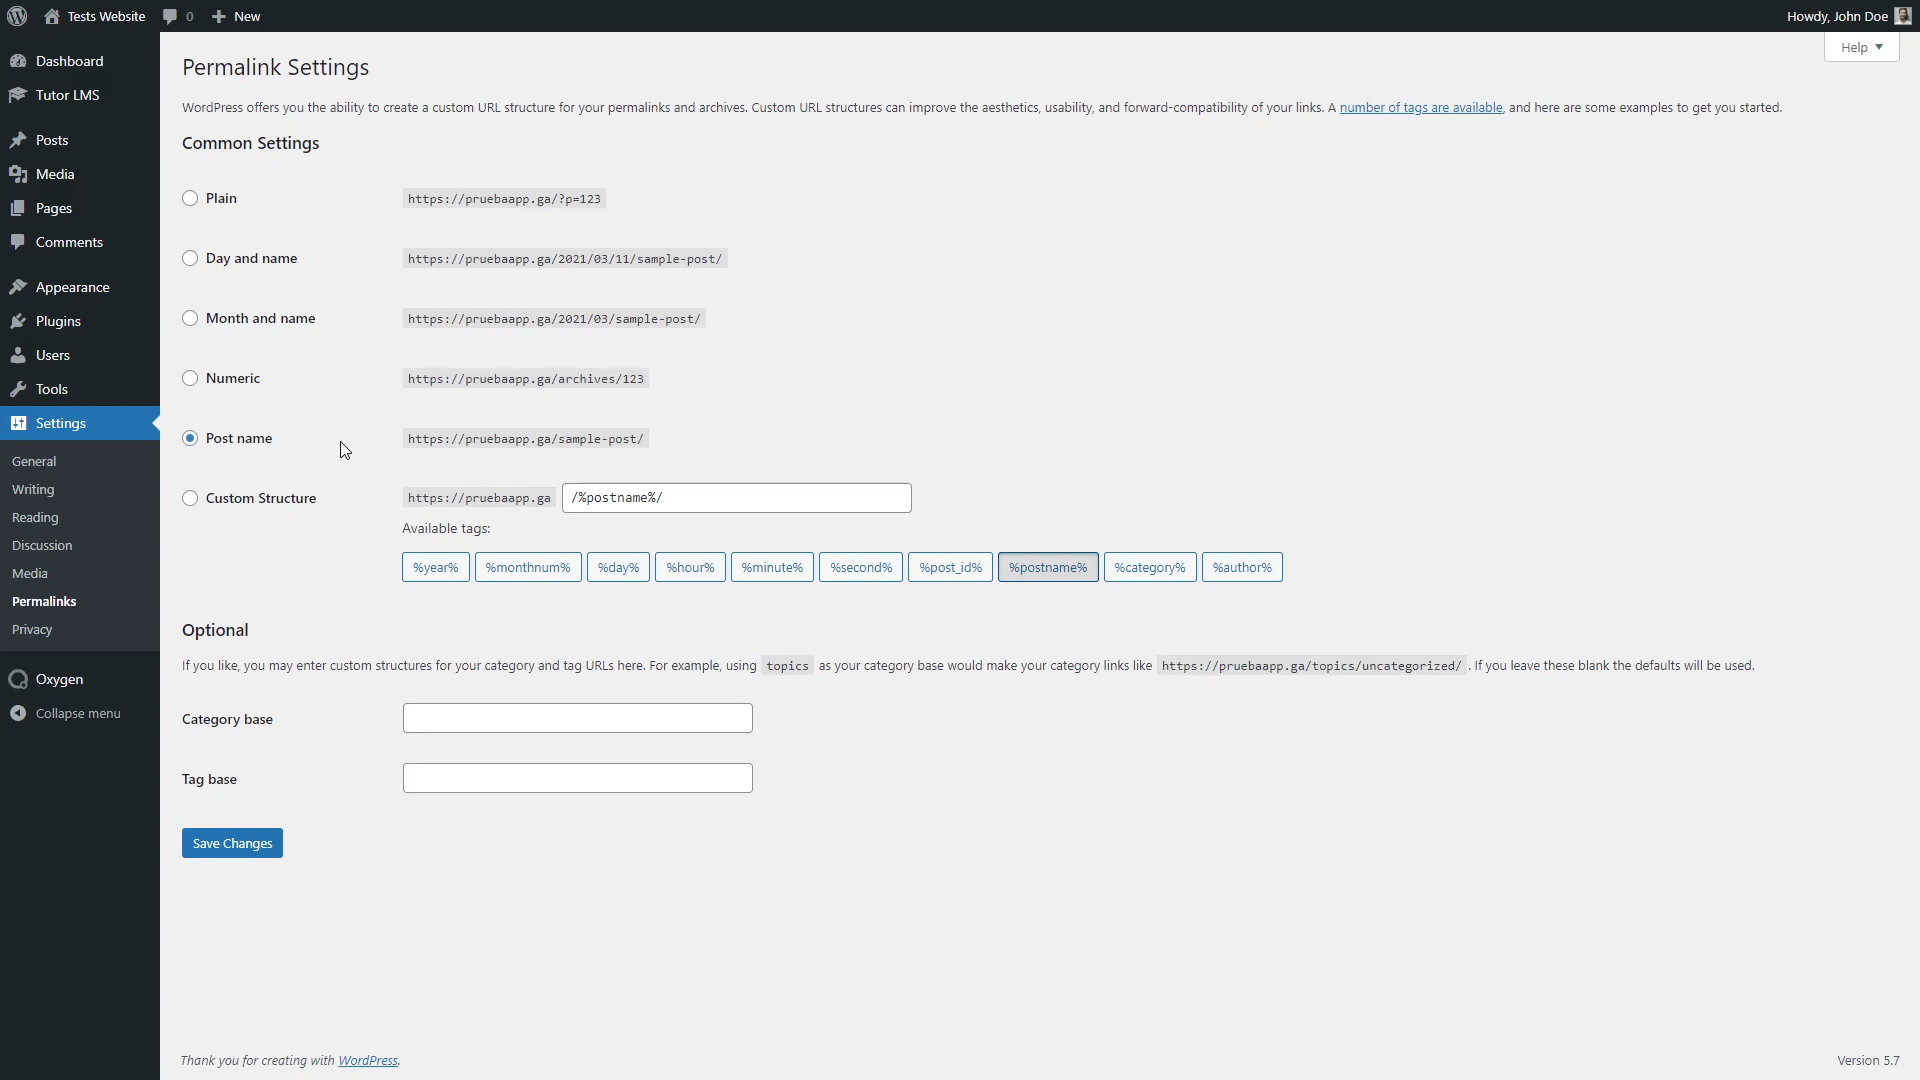 Tests Website
0
New
Howdy, John Doe
Help
Dashboard
Tutor LMS
Posts
Media
Pages
Comments
Appearance
Plugins
Users
Tools
Settings
General
Writing
Reading
Discussion
Media
Permalinks
Privacy
Oxygen
Collapse menu
Permalink Settings
WordPress offers you the ability to create a custom URL structure for your permalinks and archives. Custom URL structures can improve the aesthetics, usability, and forward-compatibility of your links. A number of tags are available, and here are some examples to get you started.
Common Settings
Plain https://pruebaapp.ga/?p=123
Day and name https://pruebaapp.ga/2021/03/11/sample-post/
Month and name https://pruebaapp.ga/2021/03/sample-post/
Numeric https://pruebaapp.ga/archives/123
Post name https://pruebaapp.ga/sample-post/
Custom Structure https://pruebaapp.ga /%postname%/
Available tags:
%year% %monthnum% %day% %hour% %minute% %second% %post_id% %postname% %category% %author%
Optional
If you like, you may enter custom structures for your category and tag URLs here. For example, using topics as your category base would make your category links like https://pruebaapp.ga/topics/uncategorized/ . If you leave these blank the defaults will be used.
Category base
Tag base
Save Changes
Thank you for creating with WordPress.
Version 5.7